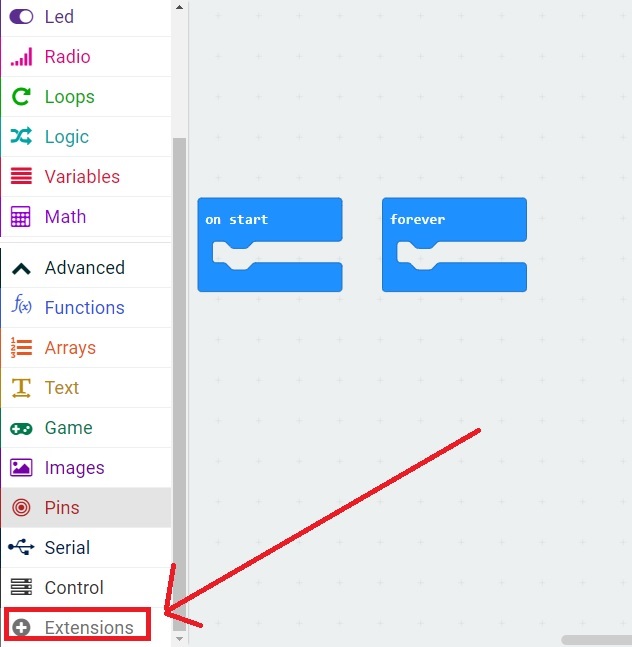 Led
Radio
Loops
Logic
Variables
Math
Advanced
f(x) Functions
Arrays
Text
Game
Images
Pins
Serial
Control
Extensions
on start
forever